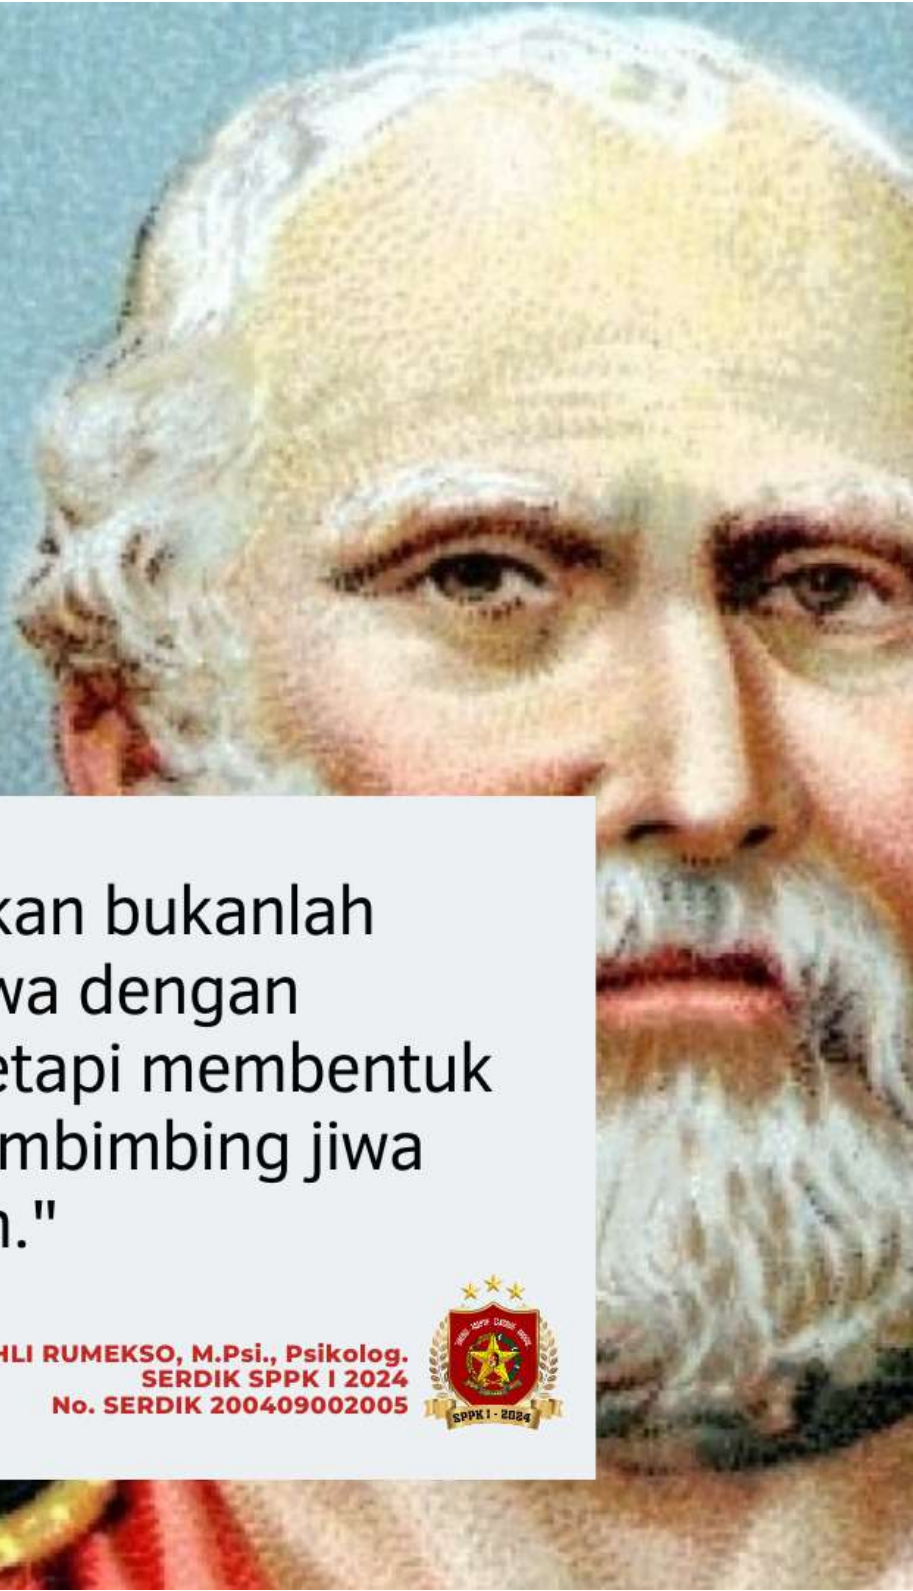 kan bukanlah
wa dengan
etapi membentuk
mbimbing jiwa
n."
HLI RUMEKSO, M.Psi., Psikolog.
SERDIK SPPK I 2024
No. SERDIK 200409002005
SPPK I - 2024